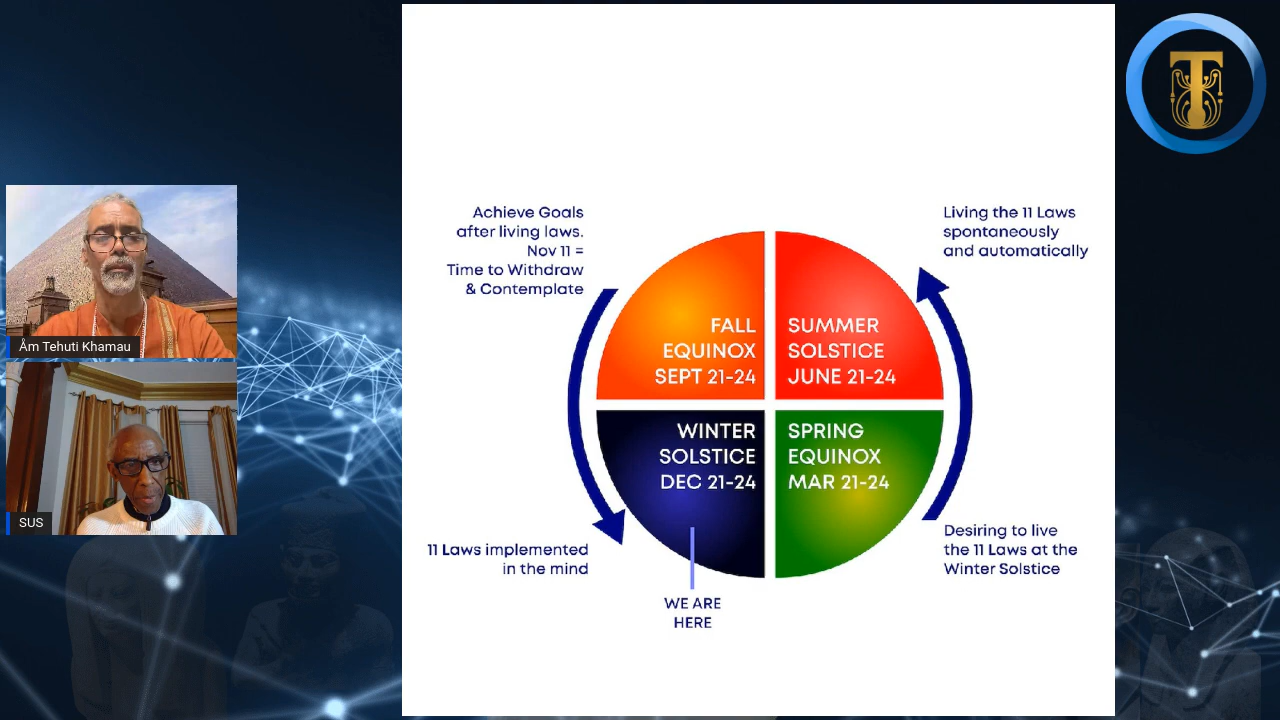 Achieve Goals
after living laws.
Nov 11 =
Time to Withdraw
& Contemplate
Living the 11 Laws
spontaneously
and automatically
FALL
EQUINOX
SEPT 21-24
SUMMER
SOLSTICE
JUNE 21-24
WINTER
SOLSTICE
DEC 21-24
SPRING
EQUINOX
MAR 21-24
11 Laws implemented
in the mind
Desiring to live
the 11 Laws at the
Winter Solstice
WE ARE
HERE
Åm Tehuti Khamau
SUS
T